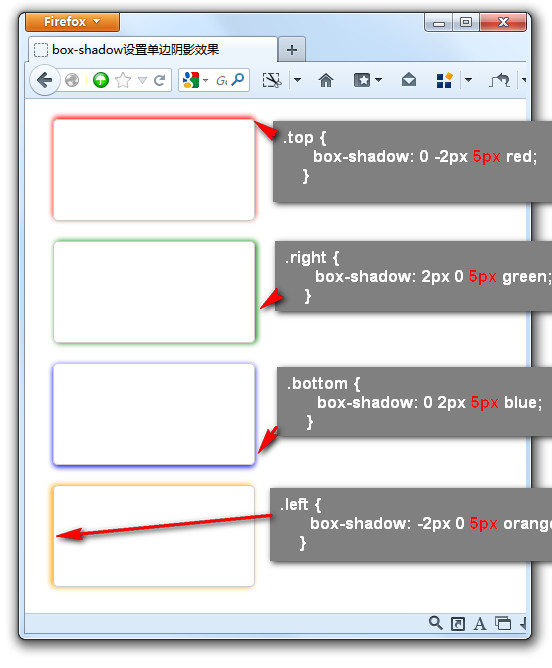 Firefox
box-shadow设置单边阴影效果
.top {
box-shadow: 0 -2px 5px red;
}
.right {
box-shadow: 2px 0 5px green;
}
.bottom {
box-shadow: 0 2px 5px blue;
}
.left {
box-shadow: -2px 0 5px orange
}